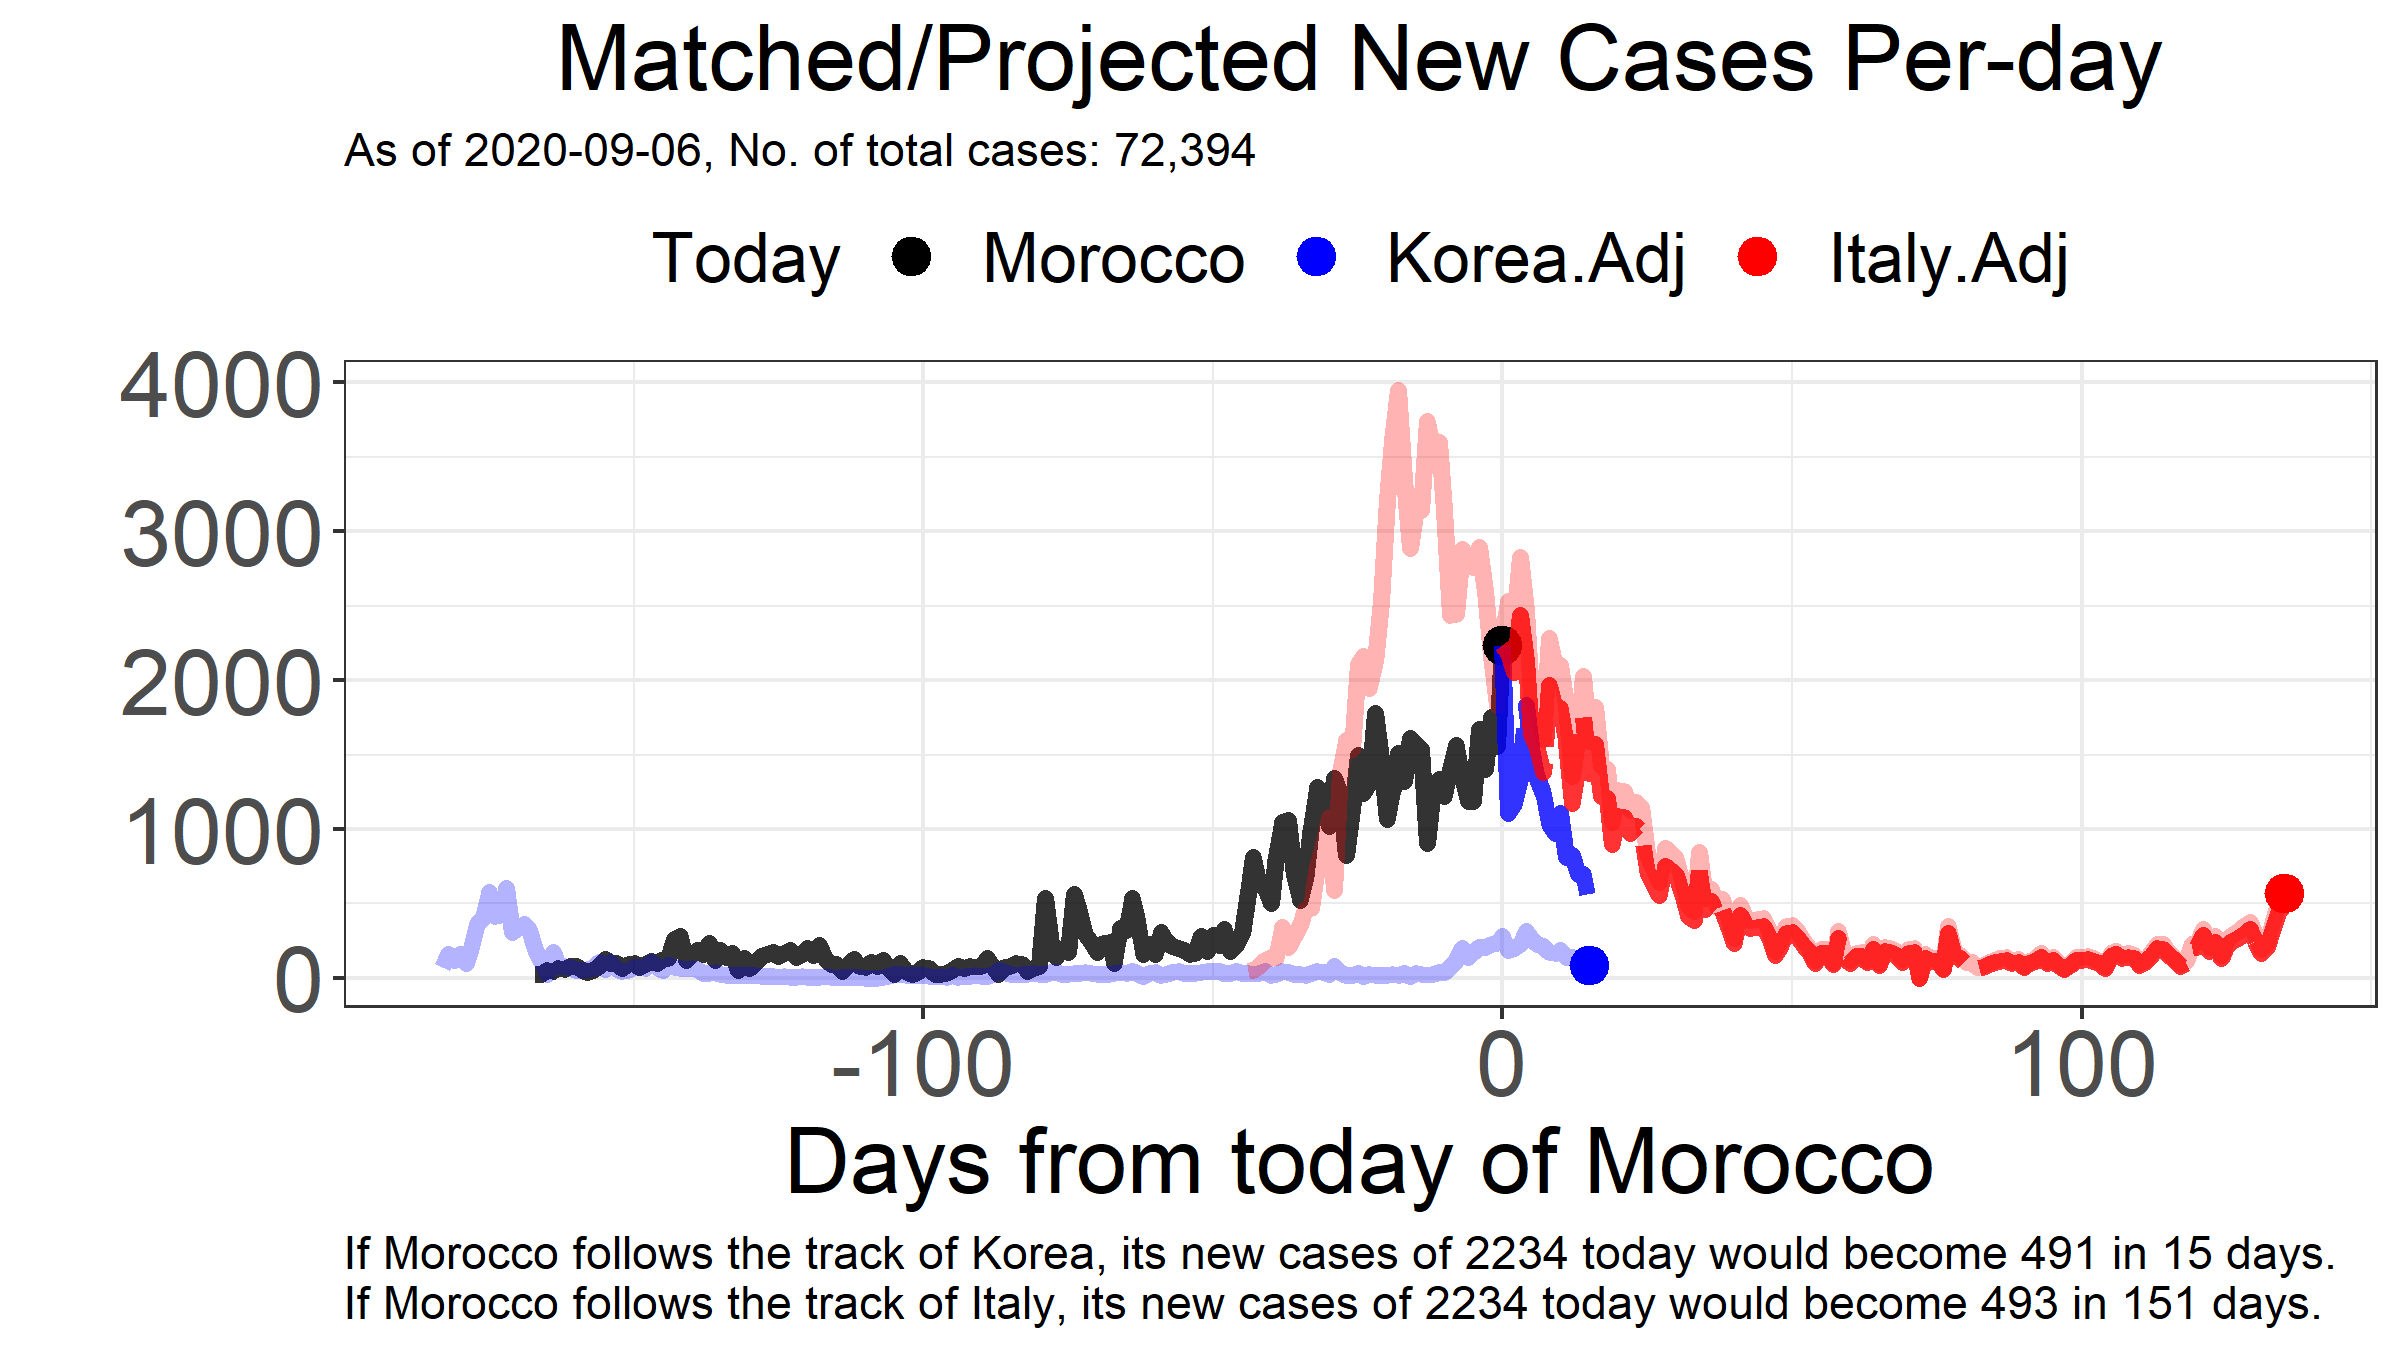 Matched/Projected New Cases Per-day
As of 2020-09-06, No. of total cases: 72,394
Today Morocco Korea.Adj Italy.Adj
4000
3000
2000
1000
0
-100 0 100
Days from today of Morocco
If Morocco follows the track of Korea, its new cases of 2234 today would become 491 in 15 days.
If Morocco follows the track of Italy, its new cases of 2234 today would become 493 in 151 days.